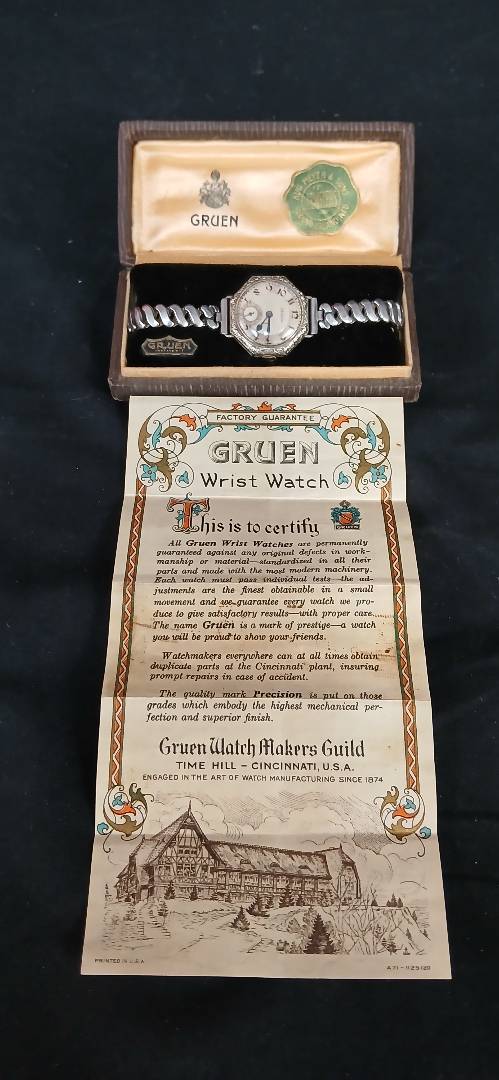 GRUEN
GRUEN
FACTORY GUARANTEE
GRUEN
Wrist Watch
This is to certify
GRUEN
All Gruen Wrist Watches are permanently
guaranteed against any original defects in work-
manship or material—standardized in all their
parts and made with the most modern machinery.
Each watch must pass individual tests—the ad-
justments are the finest obtainable in a small
movement and we guarantee every watch we pro-
duce to give satisfactory results—with proper care.
The name Gruen is a mark of prestige—a watch
you will be proud to show your friends.
Watchmakers everywhere can at all times obtain
duplicate parts at the Cincinnati plant, insuring
prompt repairs in case of accident.
The quality mark Precision is put on those
grades which embody the highest mechanical per-
fection and superior finish.
Gruen Watch Makers Guild
TIME HILL - CINCINNATI, U.S.A.
ENGAGED IN THE ART OF WATCH MANUFACTURING SINCE 1874
PRINTED IN U.S.A.